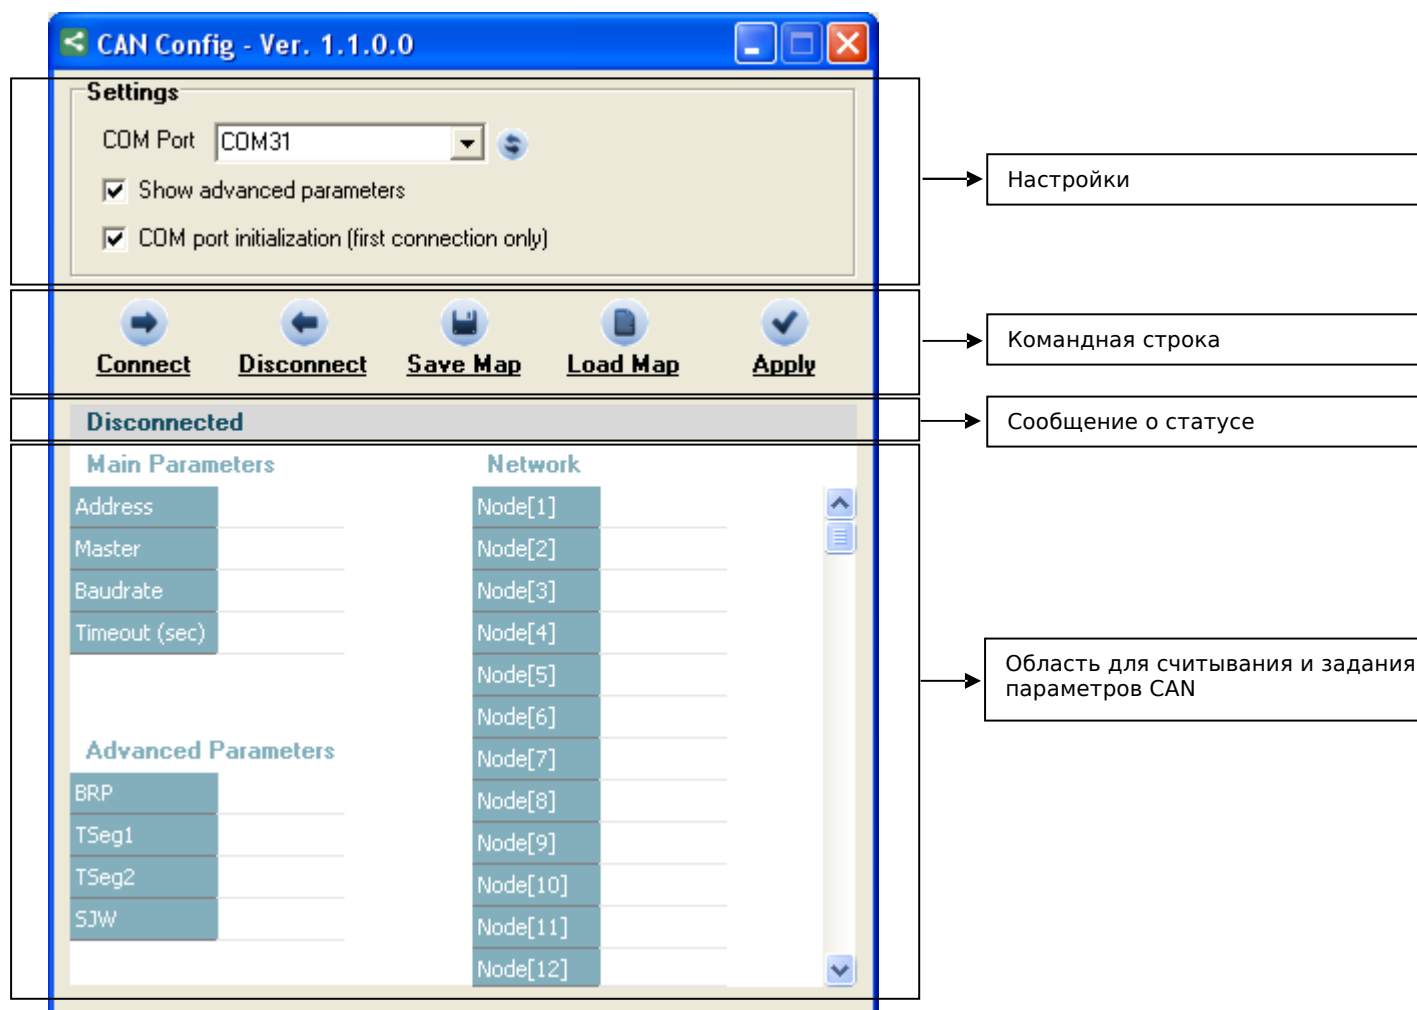 CAN Config - Ver. 1.1.0.0
Settings
COM Port COM31
Show advanced parameters
COM port initialization (first connection only)
Настройки
Connect Disconnect Save Map Load Map Apply
Командная строка
Disconnected
Сообщение о статусе
Main Parameters
Address
Master
Baudrate
Timeout (sec)
Advanced Parameters
BRP
TSeg1
TSeg2
SJW
Network
Node[1]
Node[2]
Node[3]
Node[4]
Node[5]
Node[6]
Node[7]
Node[8]
Node[9]
Node[10]
Node[11]
Node[12]
Область для считывания и задания
параметров CAN